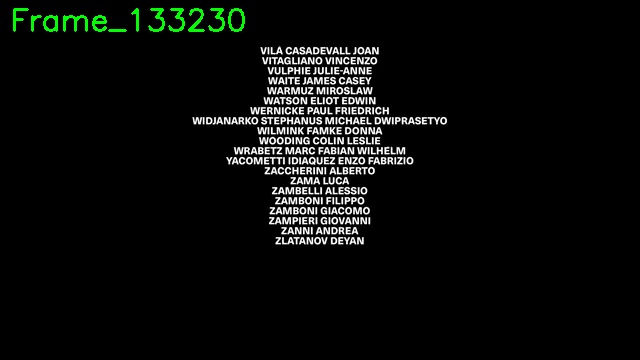 Frame_133230
VILÀ CASADEVALL JOAN
VITAGLIANO VINCENZO
VULPHIE JULIE-ANNE
WAITE JAMES CASEY
WARMUZ MIROSLAW
WATSON ELIOT EDWIN
WERNICKE PAUL FRIEDRICH
WIDJANARKO STEPHANUS MICHAEL DWIPRASETYO
WILMINK FAMKE DONNA
WOODING COLIN LESLIE
WRABETZ MARC FABIAN WILHELM
YACOMETTI IDIAQUEZ ENZO FABRIZIO
ZACCHERINI ALBERTO
ZAMA LUCA
ZAMBELLI ALESSIO
ZAMBONI FILIPPO
ZAMBONI GIACOMO
ZAMPIERI GIOVANNI
ZANNI ANDREA
ZLATANOV DEYAN